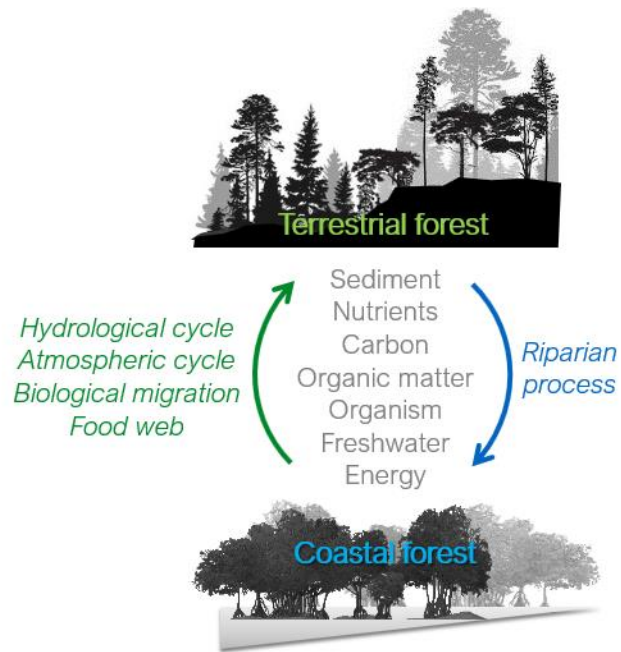 Terrestrial forest
Sediment
Nutrients
Carbon
Organic matter
Organism
Freshwater
Energy
Hydrological cycle
Atmospheric cycle
Biological migration
Food web
Riparian
process
Coastal forest